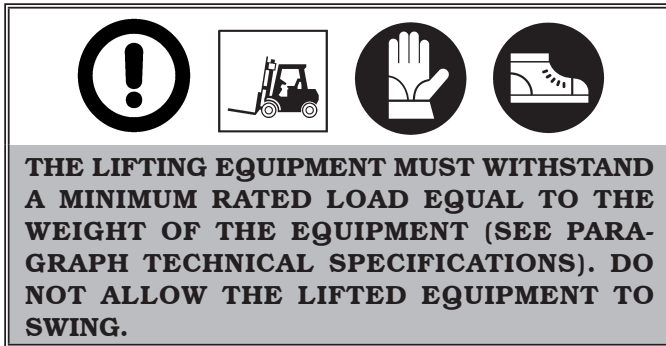 THE LIFTING EQUIPMENT MUST WITHSTAND
A MINIMUM RATED LOAD EQUAL TO THE
WEIGHT OF THE EQUIPMENT (SEE PARA-
GRAPH TECHNICAL SPECIFICATIONS). DO
NOT ALLOW THE LIFTED EQUIPMENT TO
SWING.